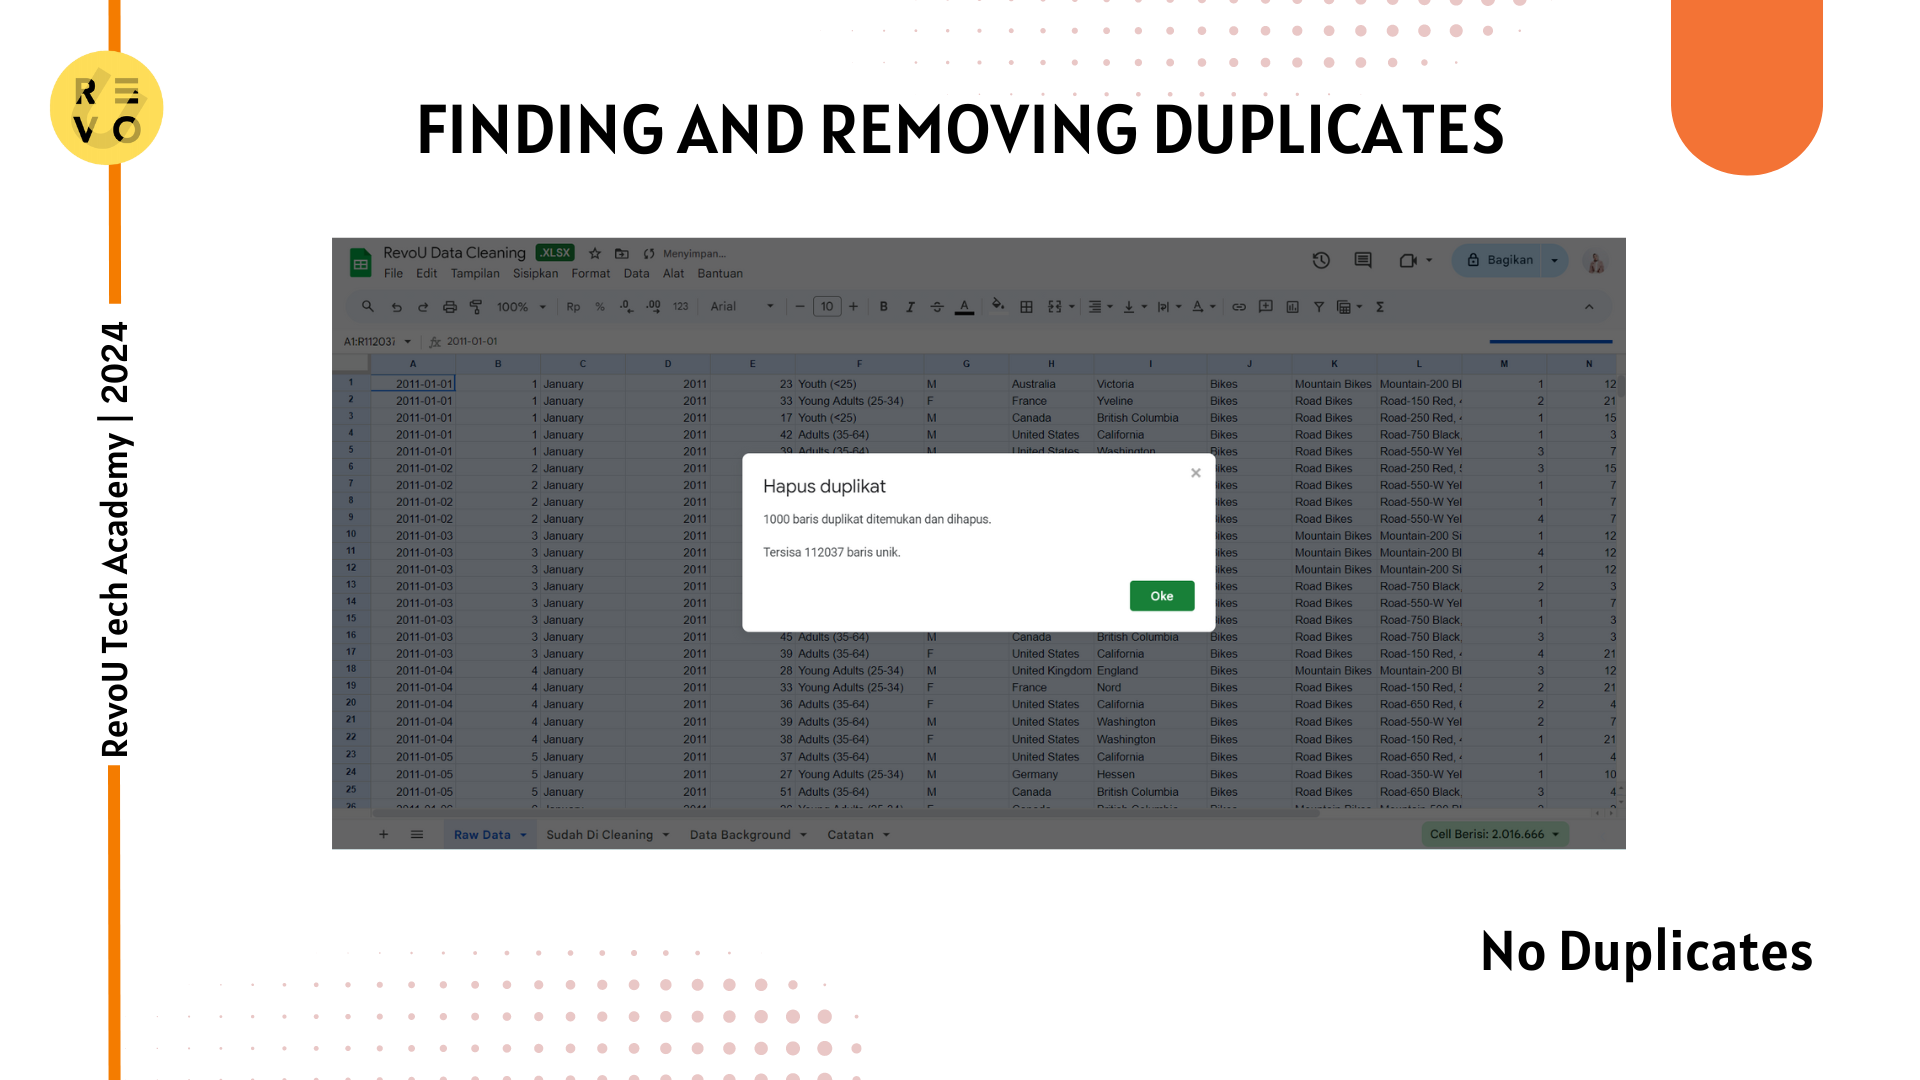 R E
V O
FINDING AND REMOVING DUPLICATES
RevoU Tech Academy | 2024
RevoU Data Cleaning .XLSX Menyimpan...
File Edit Tampilan Sisipkan Format Data Alat Bantuan
Bagikan
100% Rp % .0 .00 123 Arial 10 B I A
A1:R112037 fx 2011-01-01
A B C D E F G H I J K L M N
1 2011-01-01 1 January 2011 23 Youth (<25) M Australia Victoria Bikes Mountain Bikes Mountain-200 Bl 1 12
2 2011-01-01 1 January 2011 33 Young Adults (25-34) F France Yveline Bikes Road Bikes Road-150 Red, 2 21
3 2011-01-01 1 January 2011 17 Youth (<25) M Canada British Columbia Bikes Road Bikes Road-250 Red, 1 15
4 2011-01-01 1 January 2011 42 Adults (35-64) M United States California Bikes Road Bikes Road-750 Black, 1 3
5 2011-01-01 1 January 2011 39 Adults (35-64) M United States Washington Bikes Road Bikes Road-550-W Yel 3 7
6 2011-01-02 2 January 2011 ikes Road Bikes Road-250 Red, 3 15
7 2011-01-02 2 January 2011 ikes Road Bikes Road-550-W Yel 1 7
8 2011-01-02 2 January 2011 ikes Road Bikes Road-550-W Yel 1 7
9 2011-01-02 2 January 2011 ikes Road Bikes Road-550-W Yel 4 7
10 2011-01-03 3 January 2011 ikes Mountain Bikes Mountain-200 Si 1 12
11 2011-01-03 3 January 2011 ikes Mountain Bikes Mountain-200 Bl 4 12
12 2011-01-03 3 January 2011 ikes Mountain Bikes Mountain-200 Si 1 12
13 2011-01-03 3 January 2011 ikes Road Bikes Road-750 Black, 2 3
14 2011-01-03 3 January 2011 ikes Road Bikes Road-550-W Yel 1 7
15 2011-01-03 3 January 2011 ikes Road Bikes Road-750 Black, 1 3
16 2011-01-03 3 January 2011 45 Adults (35-64) M Canada British Columbia Bikes Road Bikes Road-750 Black, 3 3
17 2011-01-03 3 January 2011 39 Adults (35-64) F United States California Bikes Road Bikes Road-150 Red, 4 21
18 2011-01-04 4 January 2011 28 Young Adults (25-34) M United Kingdom England Bikes Mountain Bikes Mountain-200 Bl 3 12
19 2011-01-04 4 January 2011 33 Young Adults (25-34) F France Nord Bikes Road Bikes Road-150 Red, 2 21
20 2011-01-04 4 January 2011 36 Adults (35-64) F United States California Bikes Road Bikes Road-650 Red, 2 4
21 2011-01-04 4 January 2011 39 Adults (35-64) M United States Washington Bikes Road Bikes Road-550-W Yel 2 7
22 2011-01-04 4 January 2011 38 Adults (35-64) F United States Washington Bikes Road Bikes Road-150 Red, 1 21
23 2011-01-05 5 January 2011 37 Adults (35-64) M United States California Bikes Road Bikes Road-650 Red, 1 4
24 2011-01-05 5 January 2011 27 Young Adults (25-34) M Germany Hessen Bikes Road Bikes Road-350-W Yel 1 10
25 2011-01-05 5 January 2011 51 Adults (35-64) M Canada British Columbia Bikes Road Bikes Road-650 Black, 3 4
Hapus duplikat
1000 baris duplikat ditemukan dan dihapus.
Tersisa 112037 baris unik.
Oke
Raw Data Sudah Di Cleaning Data Background Catatan Cell Berisi: 2.016.666
No Duplicates